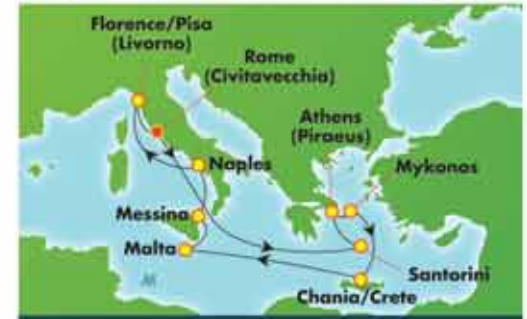 Florence/Pisa
(Livorno)
Rome
(Civitavecchia)
Athens
(Piraeus)
Naples
Mykonos
Messina
Malta
Santorini
Chania/Crete